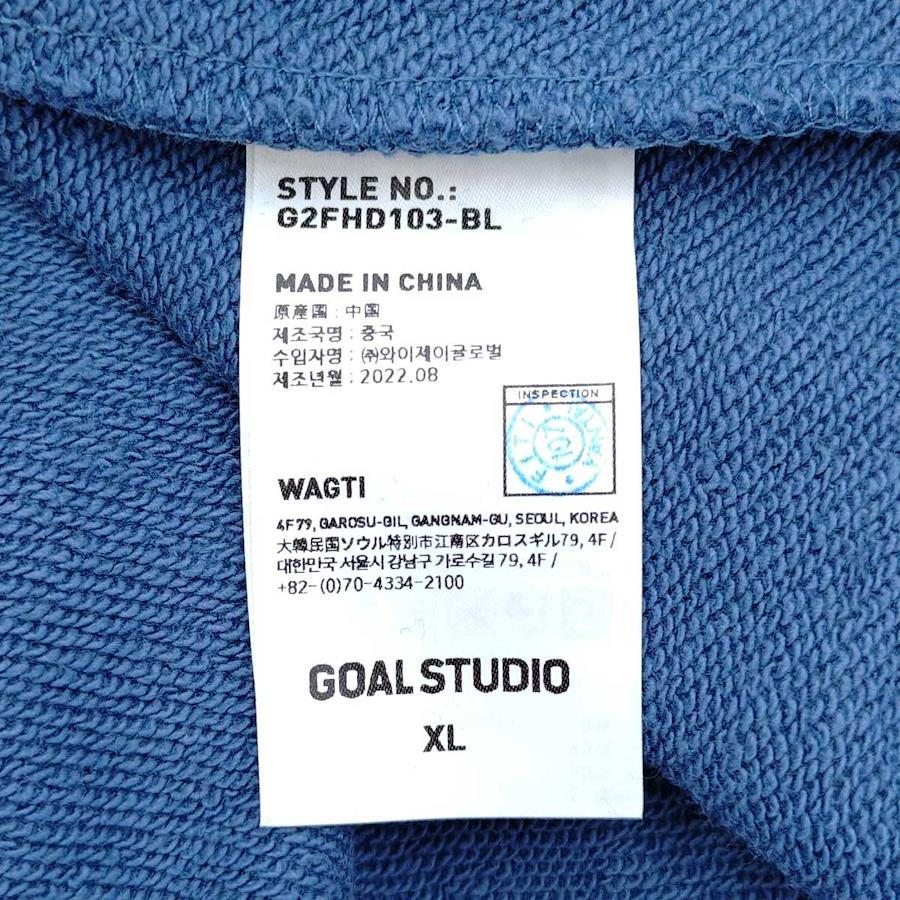 STYLE NO.:
G2FHD103-BL
MADE IN CHINA
原産国 : 中国
제조국명 : 중국
수입자명 : ㈜와이제이글로벌
제조년월 : 2022.08
INSPECTION
WAGTI
4F 79, GAROSU-GIL, GANGNAM-GU, SEOUL, KOREA
大韓民国ソウル特別市江商区カロスギル79, 4F /
대한민국 서울시 강남구 가로수길 79, 4F /
+82-(0)70-4334-2100
GOALSTUDIO
XL